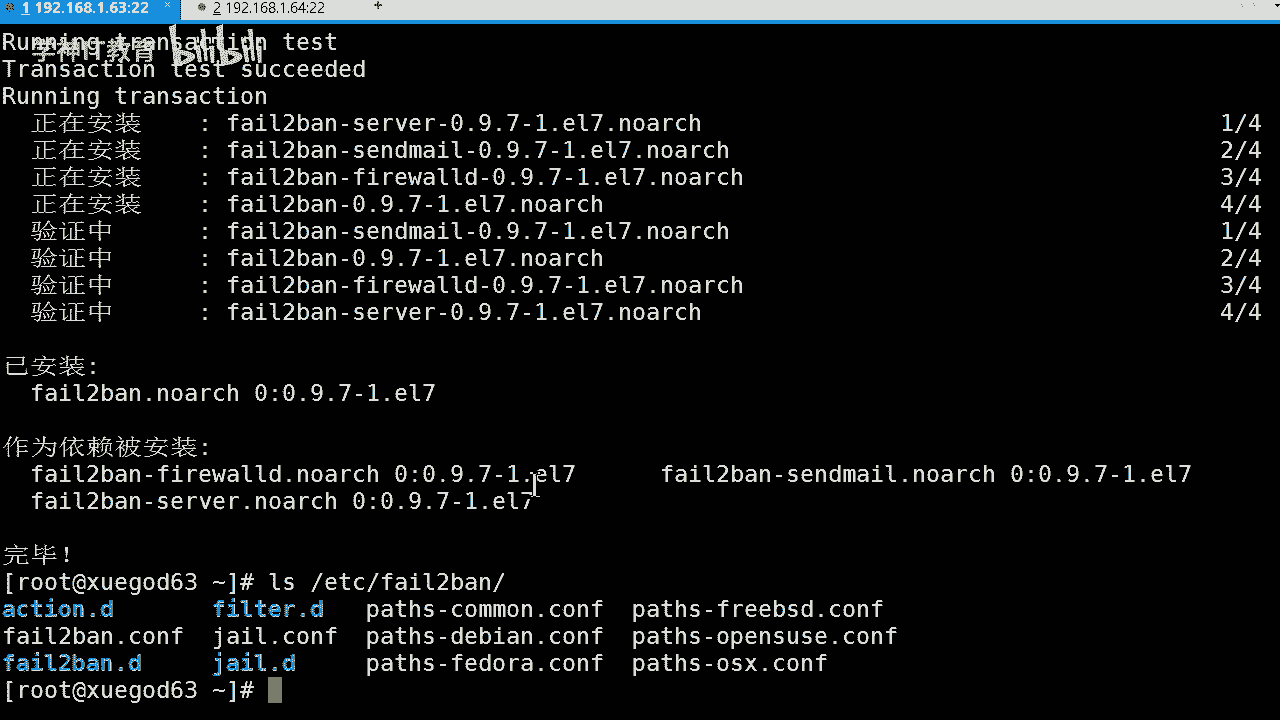 1 192.168.1.63:22 × 2 192.168.1.64:22 +
Running transaction test
学神IT教育 bilibili
Transaction test succeeded
Running transaction
正在安装 : fail2ban-server-0.9.7-1.el7.noarch 1/4
正在安装 : fail2ban-sendmail-0.9.7-1.el7.noarch 2/4
正在安装 : fail2ban-firewalld-0.9.7-1.el7.noarch 3/4
正在安装 : fail2ban-0.9.7-1.el7.noarch 4/4
验证中 : fail2ban-sendmail-0.9.7-1.el7.noarch 1/4
验证中 : fail2ban-0.9.7-1.el7.noarch 2/4
验证中 : fail2ban-firewalld-0.9.7-1.el7.noarch 3/4
验证中 : fail2ban-server-0.9.7-1.el7.noarch 4/4
已安装:
fail2ban.noarch 0:0.9.7-1.el7
作为依赖被安装:
fail2ban-firewalld.noarch 0:0.9.7-1.el7 fail2ban-sendmail.noarch 0:0.9.7-1.el7
fail2ban-server.noarch 0:0.9.7-1.el7
完毕!
[root@xuegod63 ~]# ls /etc/fail2ban/
action.d filter.d paths-common.conf paths-freebsd.conf
fail2ban.conf jail.conf paths-debian.conf paths-opensuse.conf
fail2ban.d jail.d paths-fedora.conf paths-osx.conf
[root@xuegod63 ~]#